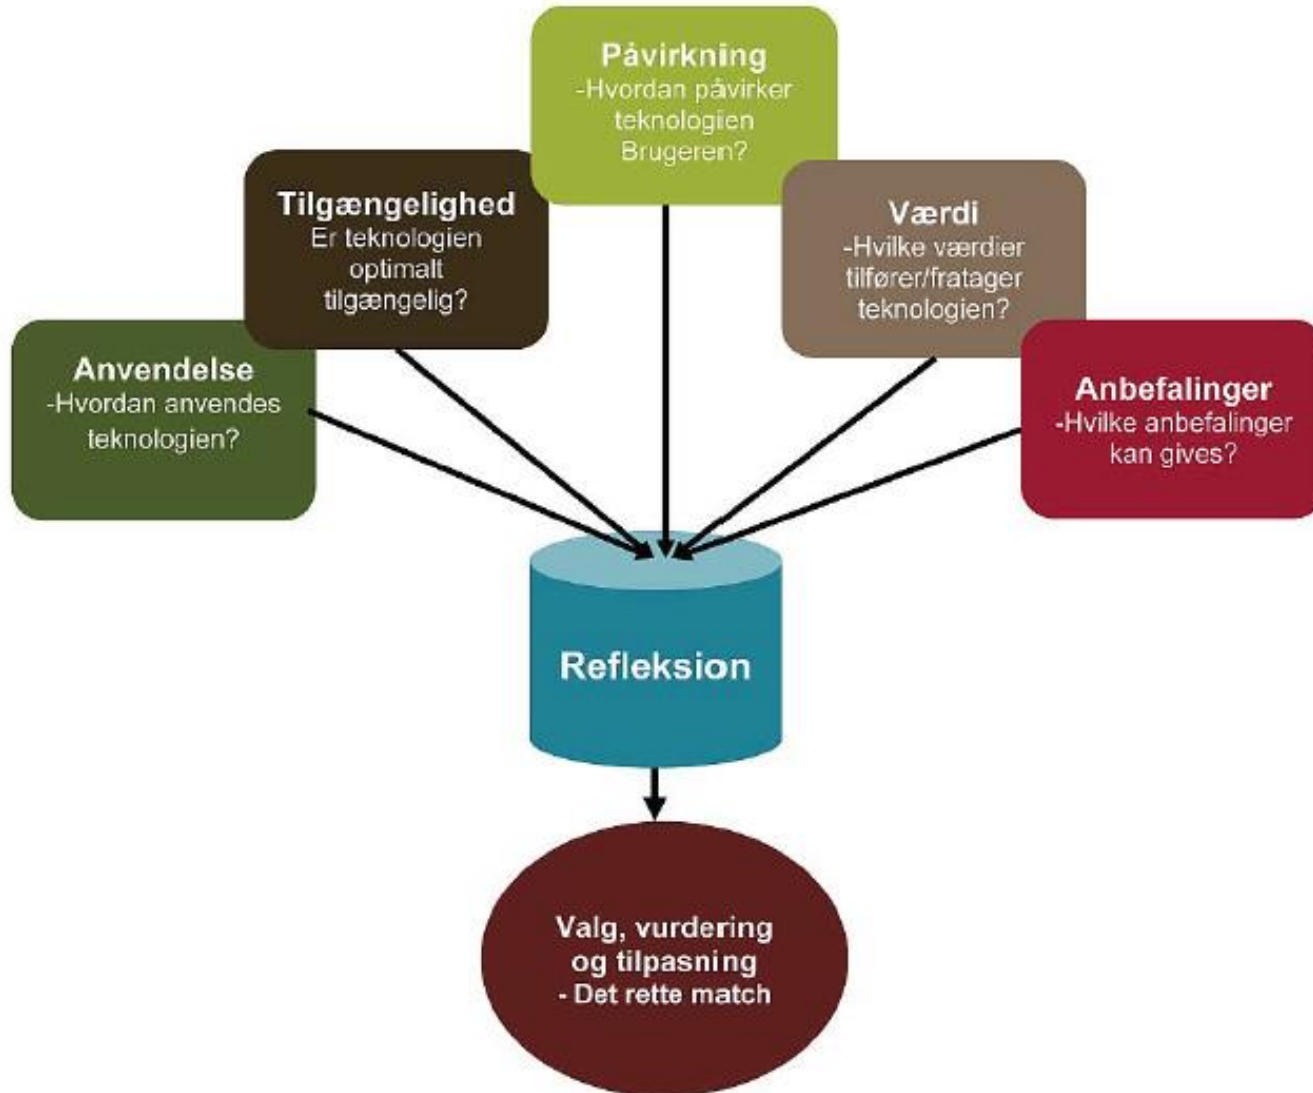 Påvirkning
-Hvordan påvirker
teknologien
Brugeren?
Tilgængelighed
Er teknologien
optimalt
tilgængelig?
Værdi
-Hvilke værdier
tilfører/fratager
teknologien?
Anvendelse
-Hvordan anvendes
teknologien?
Anbefalinger
-Hvilke anbefalinger
kan gives?
Refleksion
Valg, vurdering
og tilpasning
- Det rette match